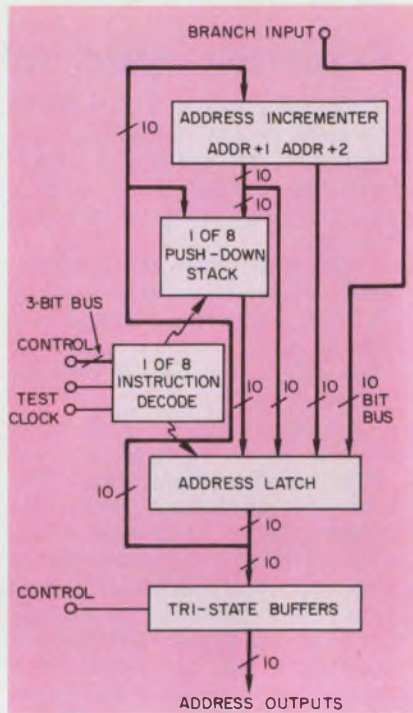 BRANCH INPUT
10
ADDRESS INCREMENTER
ADDR+1 ADDR+2
10
10
1 OF 8
PUSH-DOWN
STACK
3-BIT BUS
CONTROL
TEST
CLOCK
1 OF 8
INSTRUCTION
DECODE
10
10
10
10
BIT
BUS
10
ADDRESS LATCH
10
10
CONTROL
TRI-STATE BUFFERS
10
ADDRESS OUTPUTS